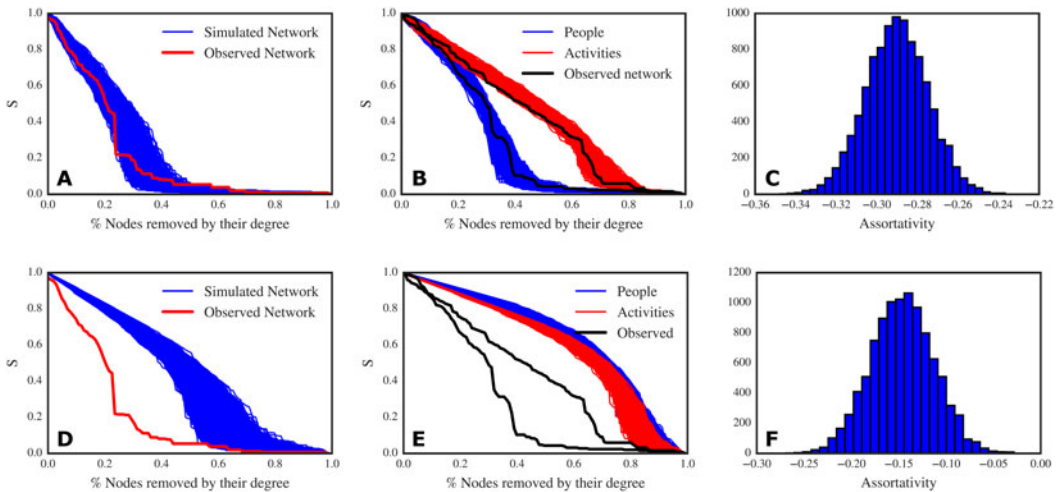 1.0
0.8
0.6
0.4
0.2
0.0
S
Simulated Network
Observed Network
A
0.0 0.2 0.4 0.6 0.8 1.0
% Nodes removed by their degree
1.0
0.8
0.6
0.4
0.2
0.0
S
People
Activities
Observed network
B
0.0 0.2 0.4 0.6 0.8 1.0
% Nodes removed by their degree
1000
800
600
400
200
0
C
−0.36 −0.34 −0.32 −0.30 −0.28 −0.26 −0.24 −0.22
Assortativity
1.0
0.8
0.6
0.4
0.2
0.0
S
Simulated Network
Observed Network
D
0.0 0.2 0.4 0.6 0.8 1.0
% Nodes removed by their degree
1.0
0.8
0.6
0.4
0.2
0.0
S
People
Activities
Observed
E
0.0 0.2 0.4 0.6 0.8 1.0
% Nodes removed by their degree
1200
1000
800
600
400
200
0
F
−0.30 −0.25 −0.20 −0.15 −0.10 −0.05 0.00
Assortativity